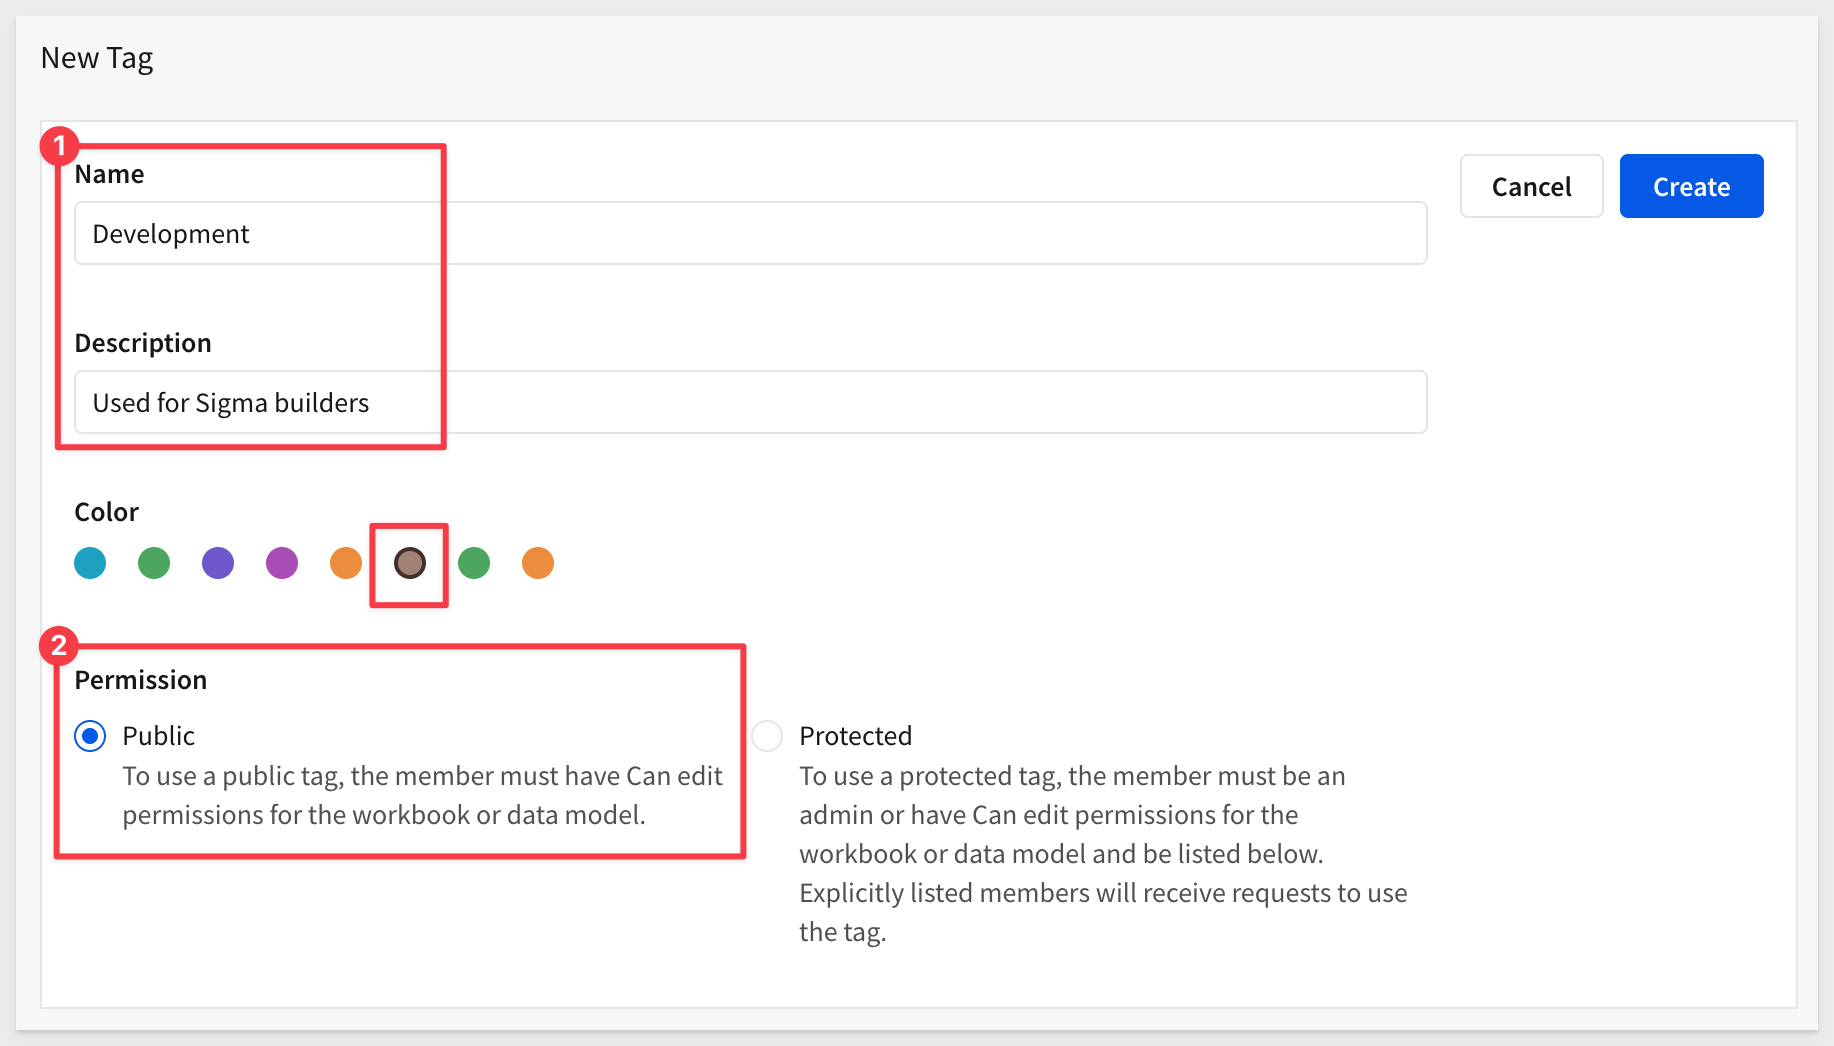 New Tag
1
Name
Cancel
Create
Development
Description
Used for Sigma builders
Color
2
Permission
Public
To use a public tag, the member must have Can edit
permissions for the workbook or data model.
Protected
To use a protected tag, the member must be an
admin or have Can edit permissions for the
workbook or data model and be listed below.
Explicitly listed members will receive requests to use
the tag.